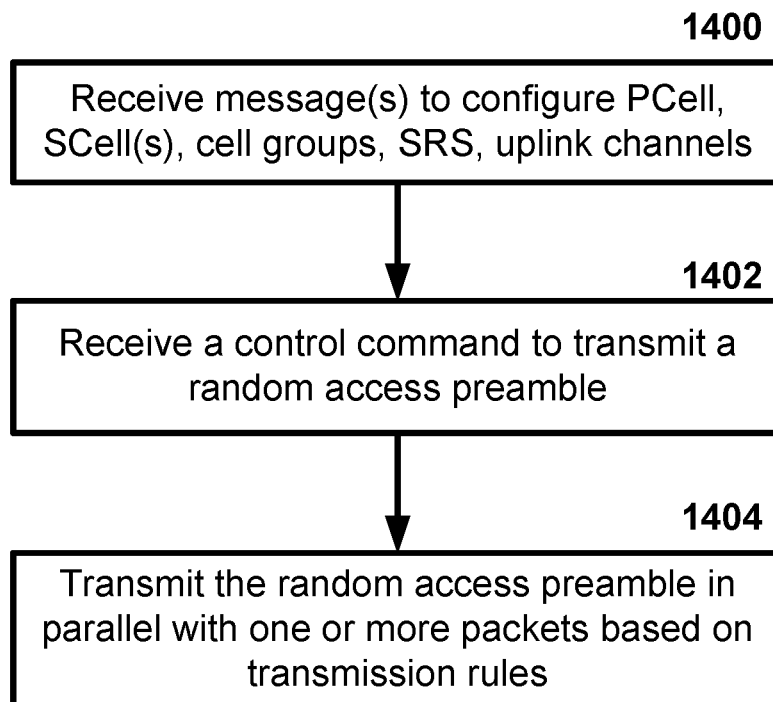 1400
Receive message(s) to configure PCell,
SCell(s), cell groups, SRS, uplink channels
1402
Receive a control command to transmit a
random access preamble
1404
Transmit the random access preamble in
parallel with one or more packets based on
transmission rules